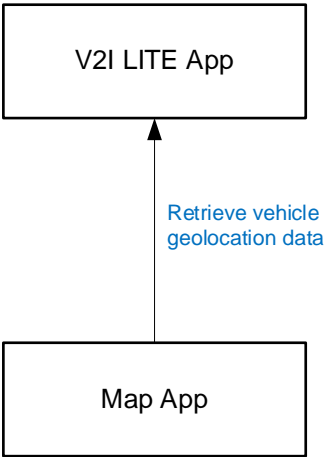 V2I LITE App
Retrieve vehicle
geolocation data
Map App